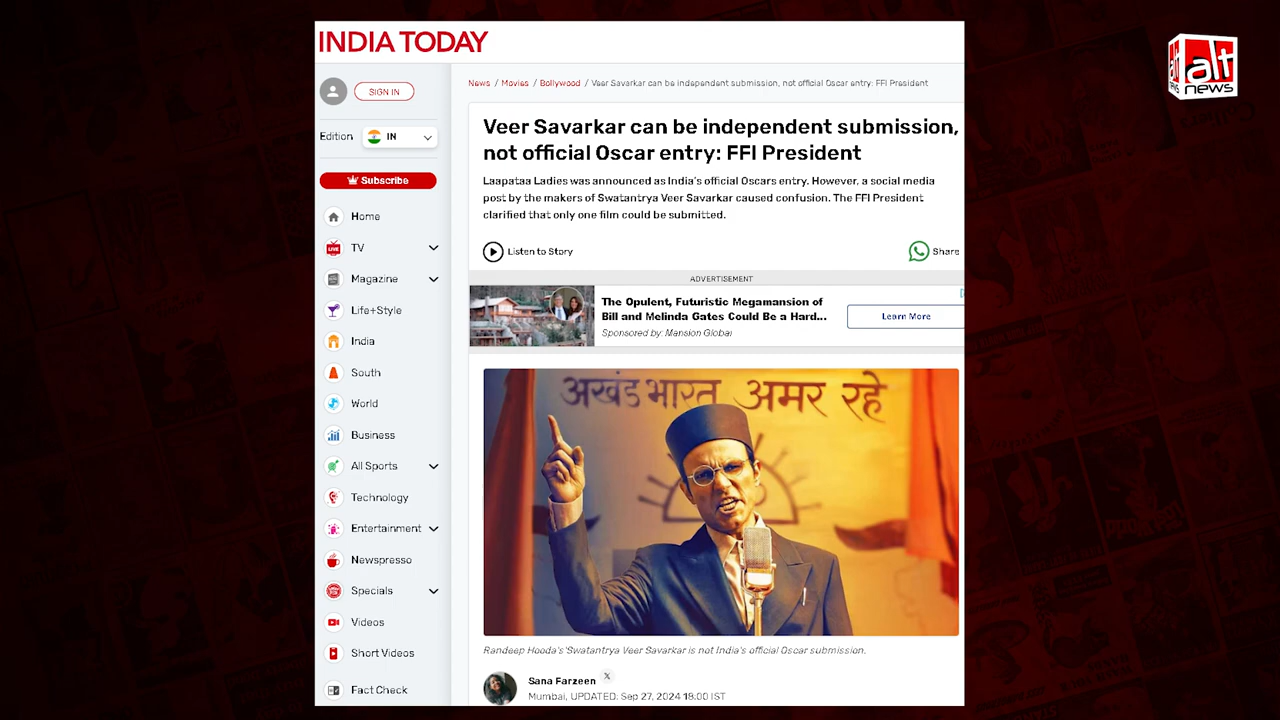 INDIA TODAY
alt
news
SIGN IN
Edition
IN
Subscribe
Home
TV
Magazine
Life+Style
India
South
World
Business
All Sports
Technology
Entertainment
Newspresso
Specials
Videos
Short Videos
Fact Check
News / Movies / Bollywood / Veer Savarkar can be independent submission, not official Oscar entry: FFI President
Veer Savarkar can be independent submission,
not official Oscar entry: FFI President
Laapataa Ladies was announced as India's official Oscars entry. However, a social media
post by the makers of Swatantrya Veer Savarkar caused confusion. The FFI President
clarified that only one film could be submitted.
Listen to Story
Share
ADVERTISEMENT
The Opulent, Futuristic Megamansion of
Bill and Melinda Gates Could Be a Hard...
Sponsored by: Mansion Global
Learn More
अखंड भारत अमर रहे
Randeep Hooda's'Swatantrya Veer Savarkar is not India's official Oscar submission.
Sana Farzeen X
Mumbai, UPDATED: Sep 27, 2024 18:00 IST